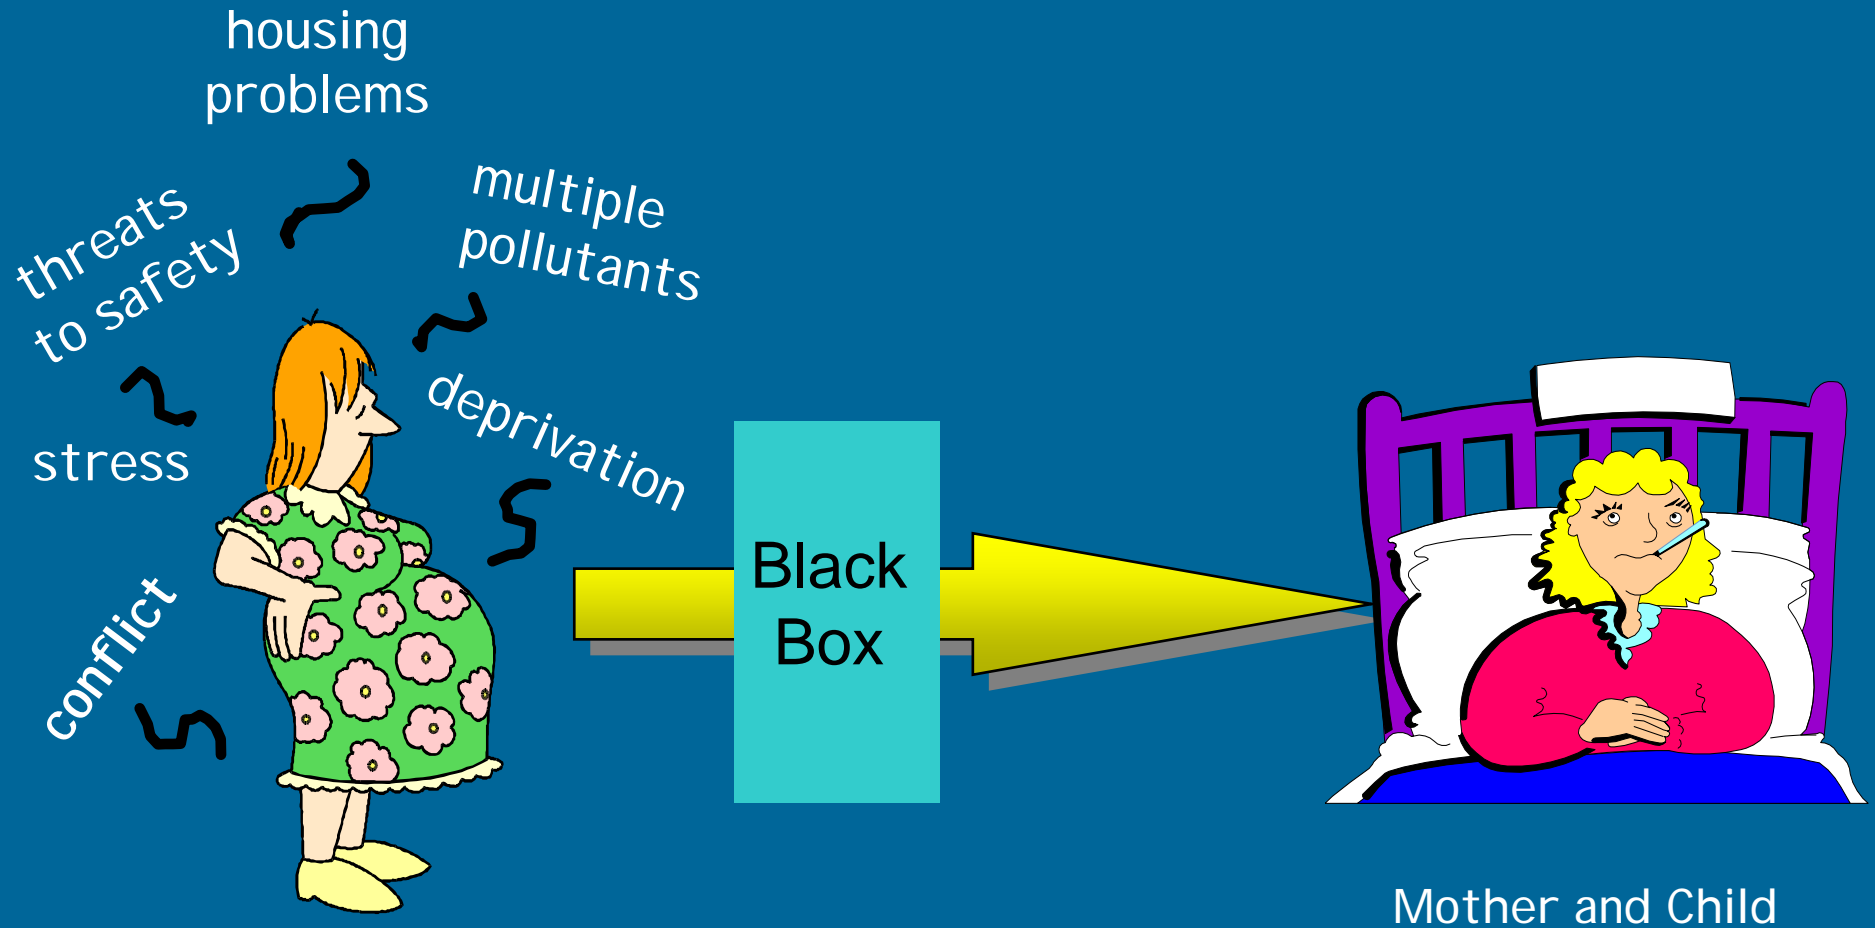 housing
problems
threats
to safety
multiple
pollutants
stress
deprivation
conflict
Black
Box
Mother and Child